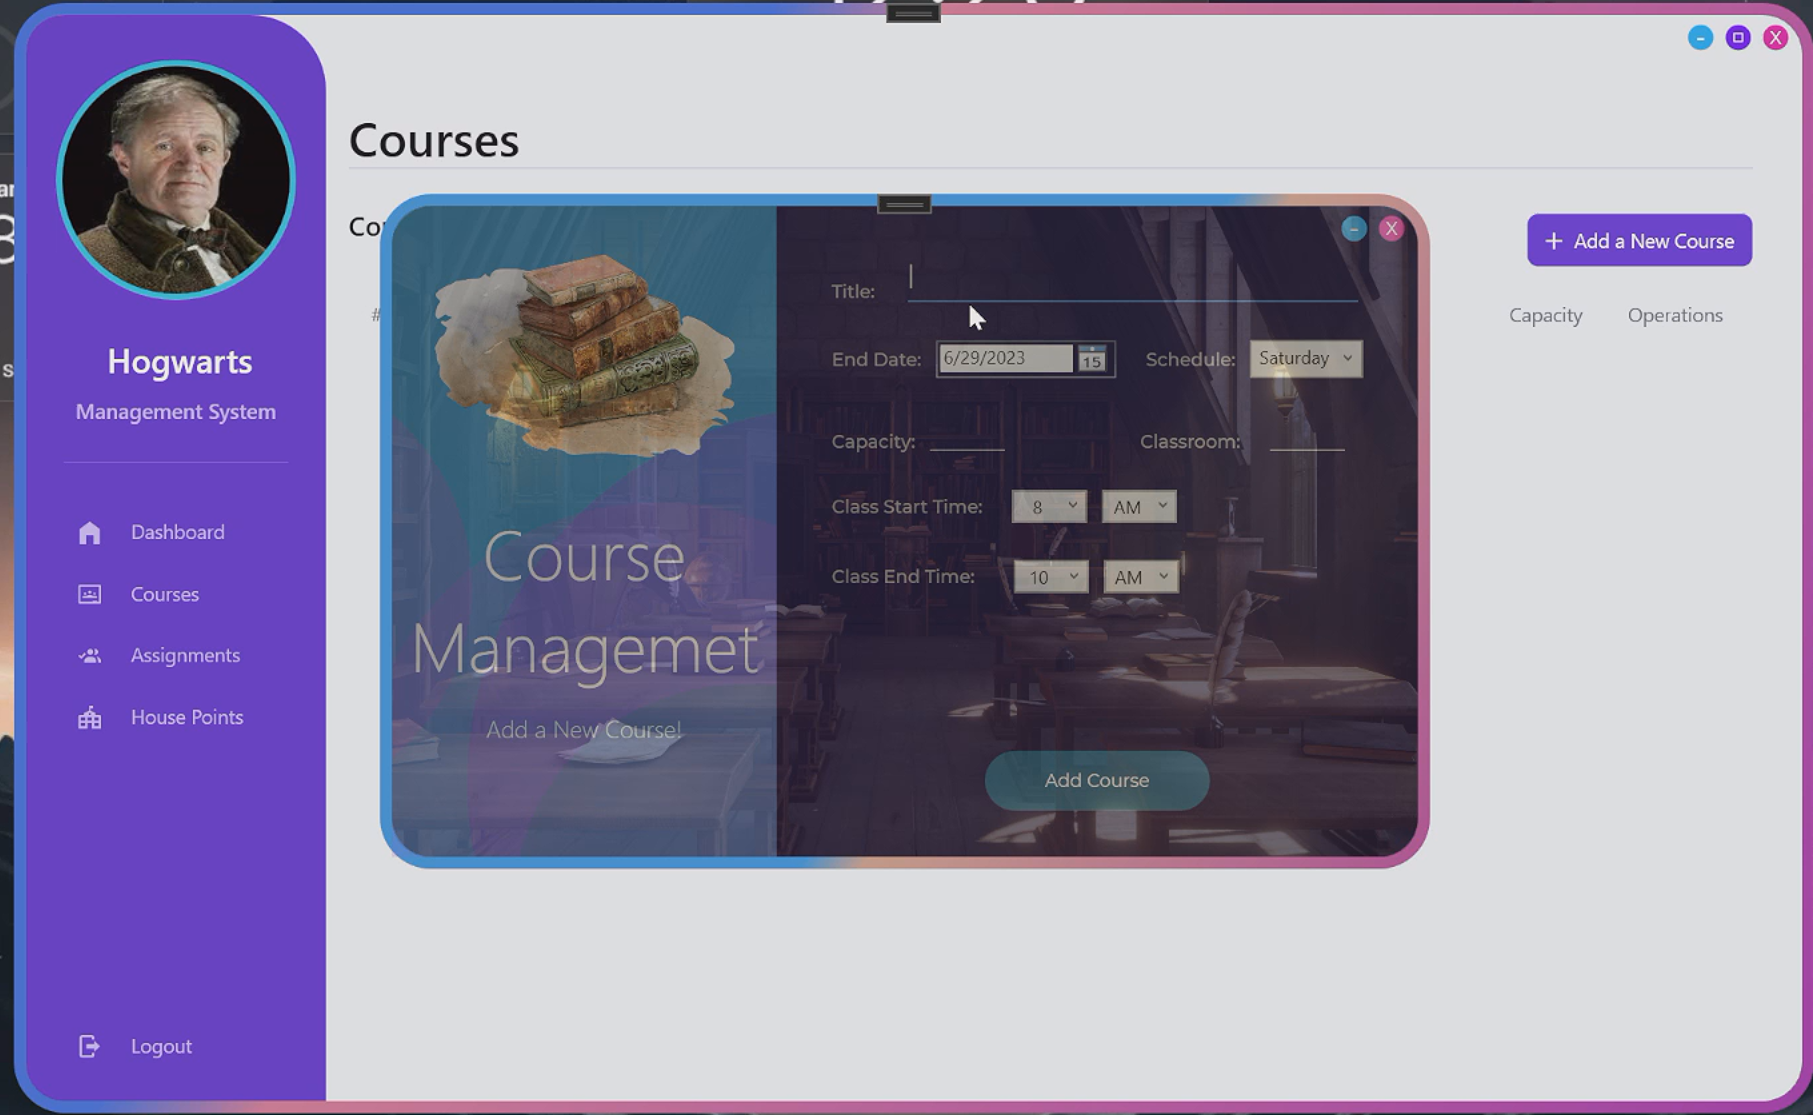 Courses
Hogwarts
Management System
Dashboard
Courses
Assignments
House Points
Logout
+ Add a New Course
#
Capacity Operations
- X
- X
Title:
End Date: 6/29/2023 15 Schedule: Saturday
Capacity: Classroom:
Class Start Time: 8 AM
Class End Time: 10 AM
Add Course
Course
Managemet
Add a New Course!